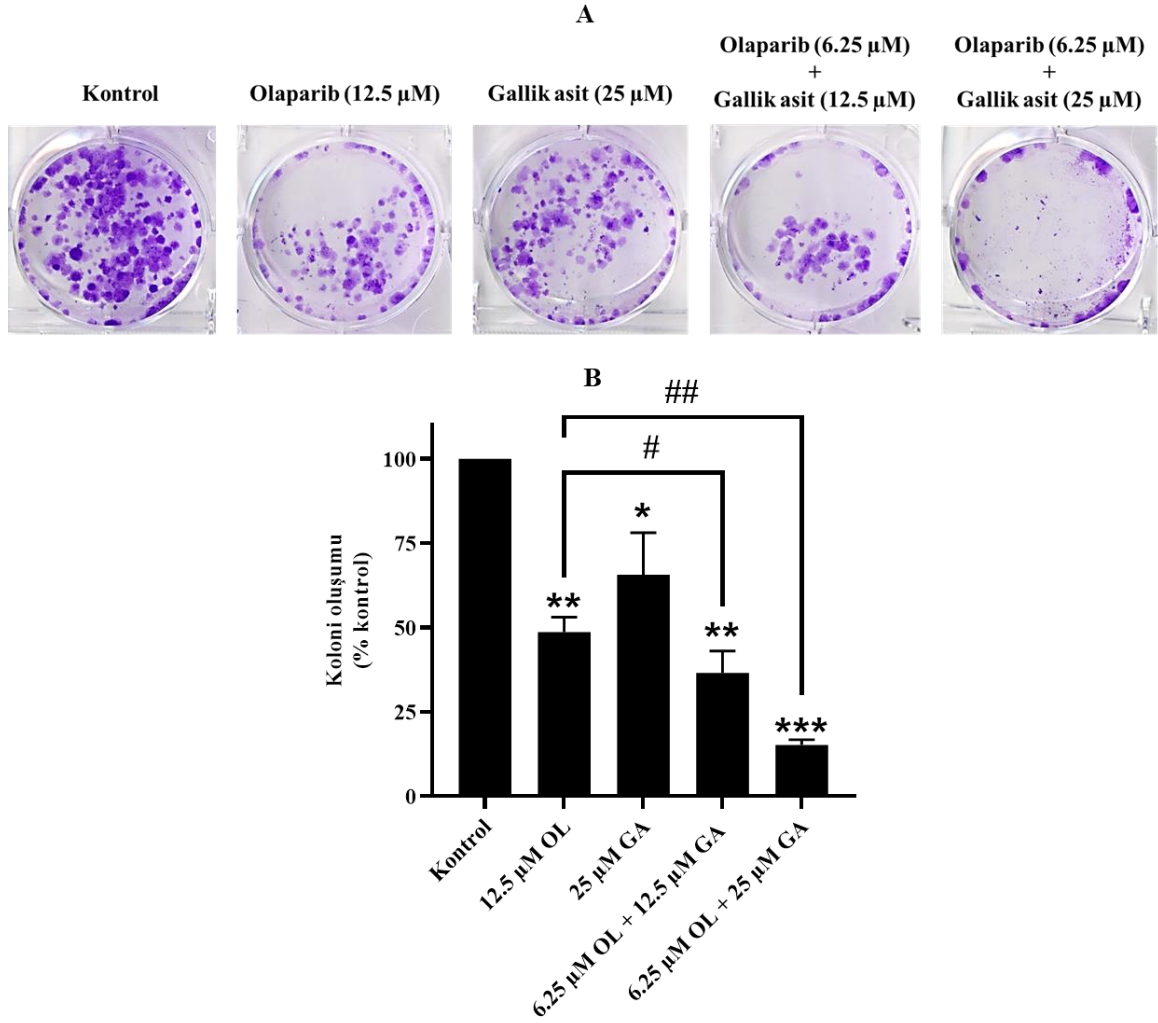 A
Kontrol
Olaparib (12.5 µM)
Gallik asit (25 µM)
Olaparib (6.25 µM)
+
Gallik asit (12.5 µM)
Olaparib (6.25 µM)
+
Gallik asit (25 µM)
B
##
#
*
**
**
***
100
75
50
25
0
Koloni oluşumu
(% kontrol)
Kontrol
12.5 µM OL
25 µM GA
6.25 µM OL + 12.5 µM GA
6.25 µM OL + 25 µM GA